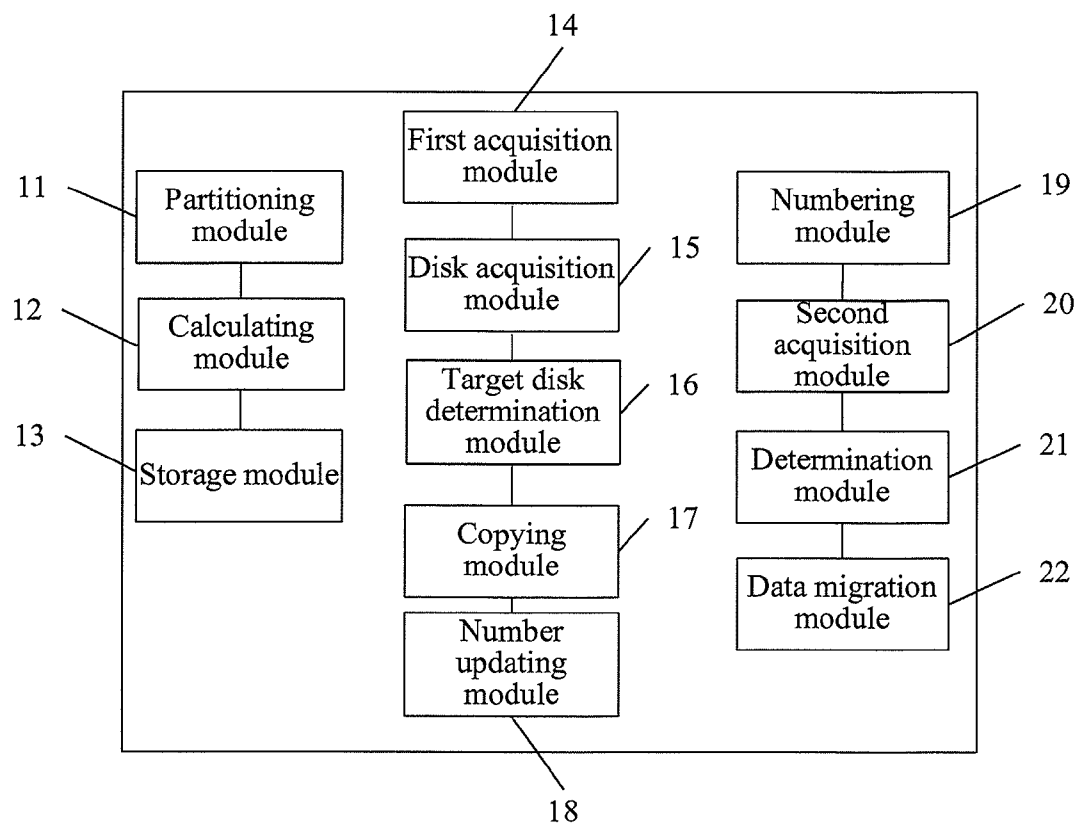 14
First acquisition
module
11
Partitioning
module
19
Numbering
module
15
Disk acquisition
module
12
Calculating
module
20
Second
acquisition
module
16
Target disk
determination
module
13
Storage module
21
Determination
module
17
Copying
module
22
Data migration
module
Number
updating
module
18